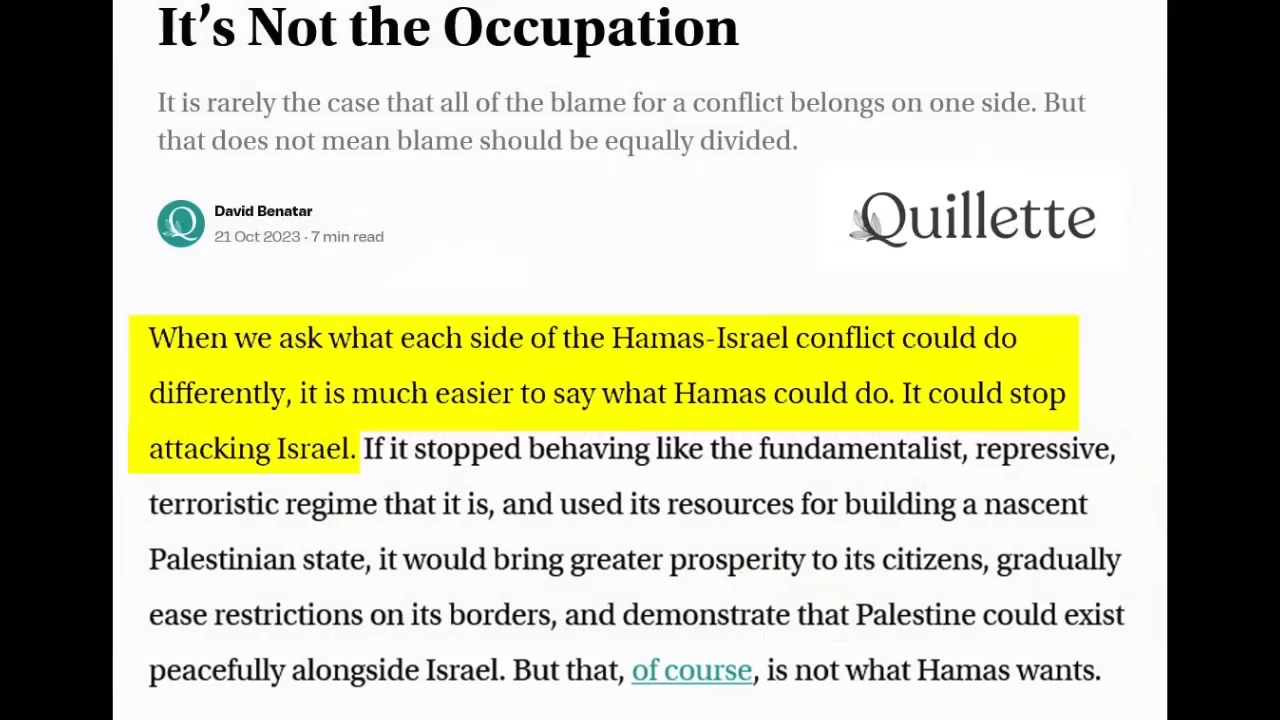 It’s Not the Occupation
It is rarely the case that all of the blame for a conflict belongs on one side. But
that does not mean blame should be equally divided.
Q
David Benatar
21 Oct 2023 · 7 min read
Quillette
When we ask what each side of the Hamas-Israel conflict could do
differently, it is much easier to say what Hamas could do. It could stop
attacking Israel. If it stopped behaving like the fundamentalist, repressive,
terroristic regime that it is, and used its resources for building a nascent
Palestinian state, it would bring greater prosperity to its citizens, gradually
ease restrictions on its borders, and demonstrate that Palestine could exist
peacefully alongside Israel. But that, of course, is not what Hamas wants.